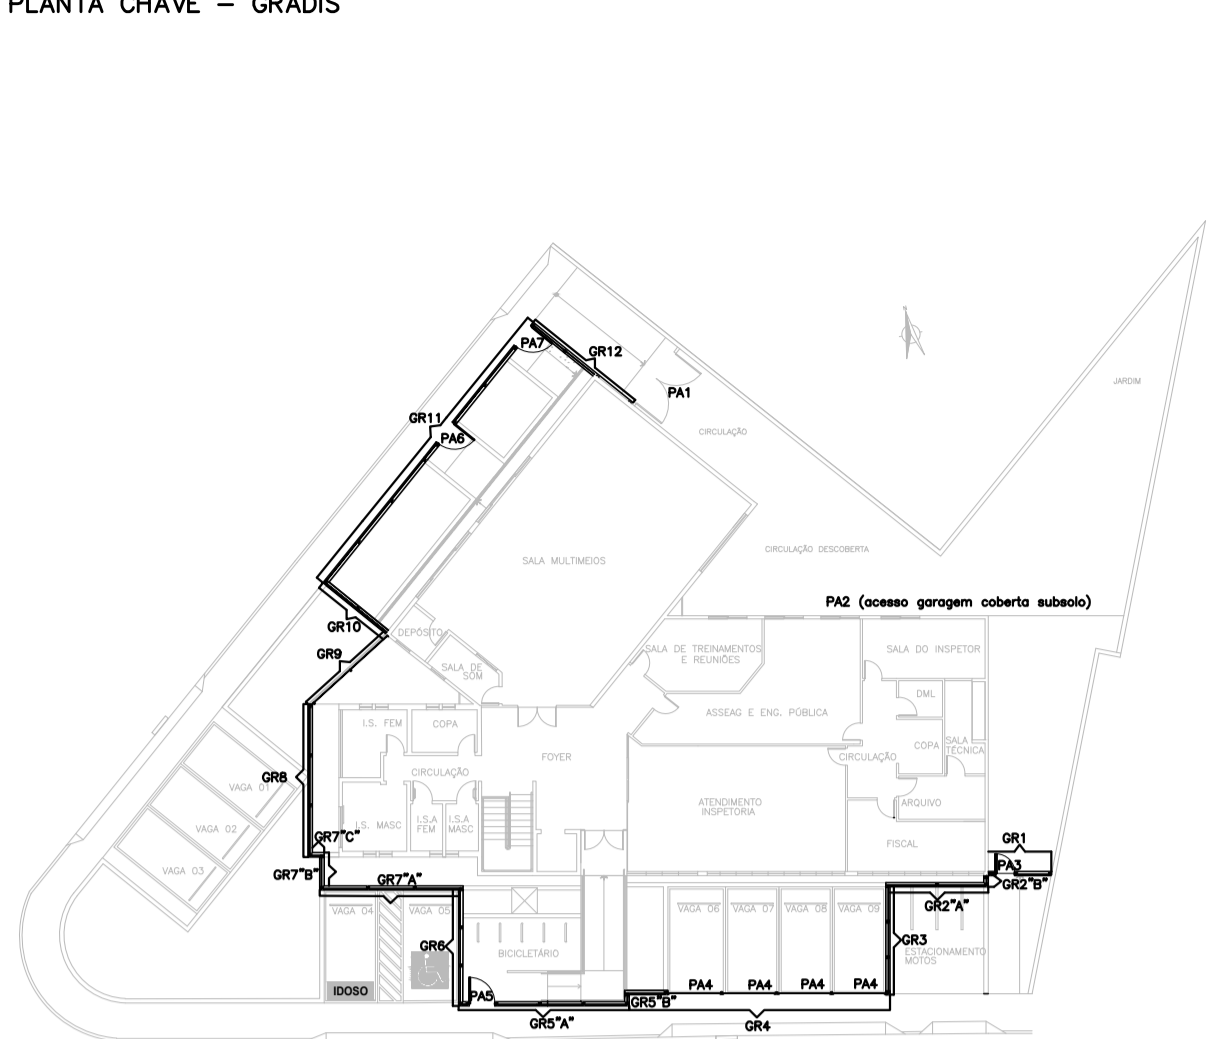 PLANTA CHAVE – GRADIS
N
PA7
GR12
PA1
JARDIM
GR11
PA6
CIRCULAÇÃO
SALA MULTIMEIOS
CIRCULAÇÃO DESCOBERTA
PA2 (acesso garagem coberta subsolo)
GR10
DEPÓSITO
GR9
SALA DE
SOM
SALA DE TREINAMENTOS
E REUNIÕES
SALA DO INSPETOR
DML
I.S. FEM
COPA
ASSEAG E ENG. PÚBLICA
COPA
SALA
TÉCNICA
FOYER
CIRCULAÇÃO
CIRCULAÇÃO
GR8
VAGA 01
ATENDIMENTO
INSPETORIA
ARQUIVO
VAGA 02
I.S. MASC
I.S.A
FEM
I.S.A
MASC
GR7"C"
FISCAL
GR1
VAGA 03
GR7"B"
GR7"A"
PA3
GR2"B"
VAGA 04
VAGA 05
VAGA 06
VAGA 07
VAGA 08
VAGA 09
GR2"A"
GR6
BICICLETÁRIO
GR3
ESTACIONAMENTO
MOTOS
IDOSO
PA5
GR5"B"
PA4
PA4
PA4
PA4
GR5"A"
GR4